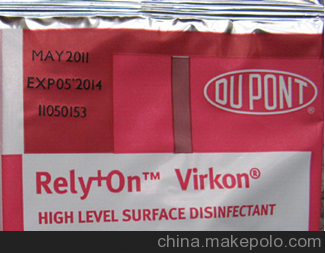 MAY 2011
EXP05'2014
11050153
DU PONT®
Rely+On™ Virkon®
HIGH LEVEL SURFACE DISINFECTANT
china.makepolo.com